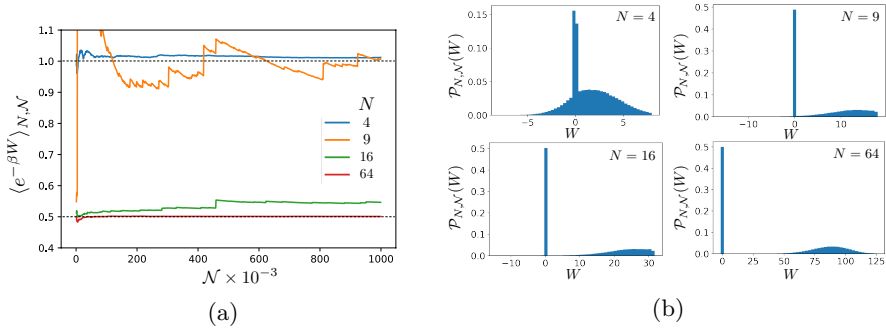 1.1
1.0
0.9
0.8
0.7
0.6
0.5
0.4
⟨e^{−βW}⟩_{N,𝒩}
N
4
9
16
64
0 200 400 600 800 1000
𝒩 × 10^{−3}
(a)
N = 4
0.15
0.10
0.05
0.00
𝒫_{N,𝒩}(W)
−5 0 5
W
N = 9
0.5
0.4
0.3
0.2
0.1
0.0
𝒫_{N,𝒩}(W)
−10 0 10
W
N = 16
0.5
0.4
0.3
0.2
0.1
0.0
𝒫_{N,𝒩}(W)
−10 0 10 20 30
W
N = 64
0.5
0.4
0.3
0.2
0.1
0.0
𝒫_{N,𝒩}(W)
0 25 50 75 100 125
W
(b)